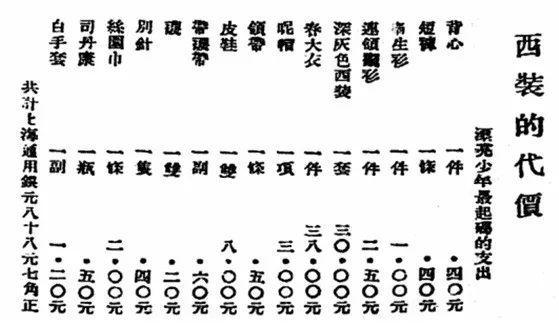 西裝的代價
漂亮少年最起碼的支出
背心 一件 •四〇元
短褲 一條 •四〇元
生衫 一件 一•〇〇元
連領襯衫 一件 二•五〇元
深灰色西裝 一套 三〇•〇〇元
春大衣 一件 三八•〇〇元
呢帽 一頂 三•〇〇元
領帶 一條 •五〇元
皮鞋 一雙 八•〇〇元
帶襪帶 一副 •六〇元
襪 一雙 •二〇元
別針 一隻 •四〇元
絲圍巾 一條 二•〇〇元
司丹康 一瓶 •五〇元
白手套 一副 一•二〇元
共計上海通用銀元八十八元七角正